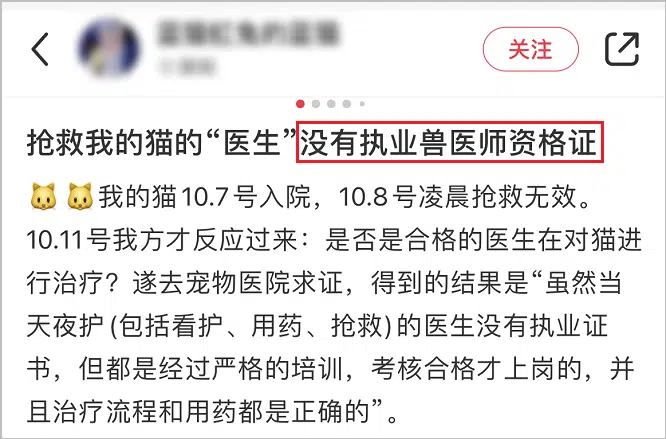 关注
抢救我的猫的“医生”没有执业兽医师资格证
我的猫10.7号入院，10.8号凌晨抢救无效。
10.11号我方才反应过来：是否是合格的医生在对猫进
行治疗？遂去宠物医院求证，得到的结果是“虽然当
天夜护(包括看护、用药、抢救)的医生没有执业证
书，但都是经过严格的培训，考核合格才上岗的，并
且治疗流程和用药都是正确的”。